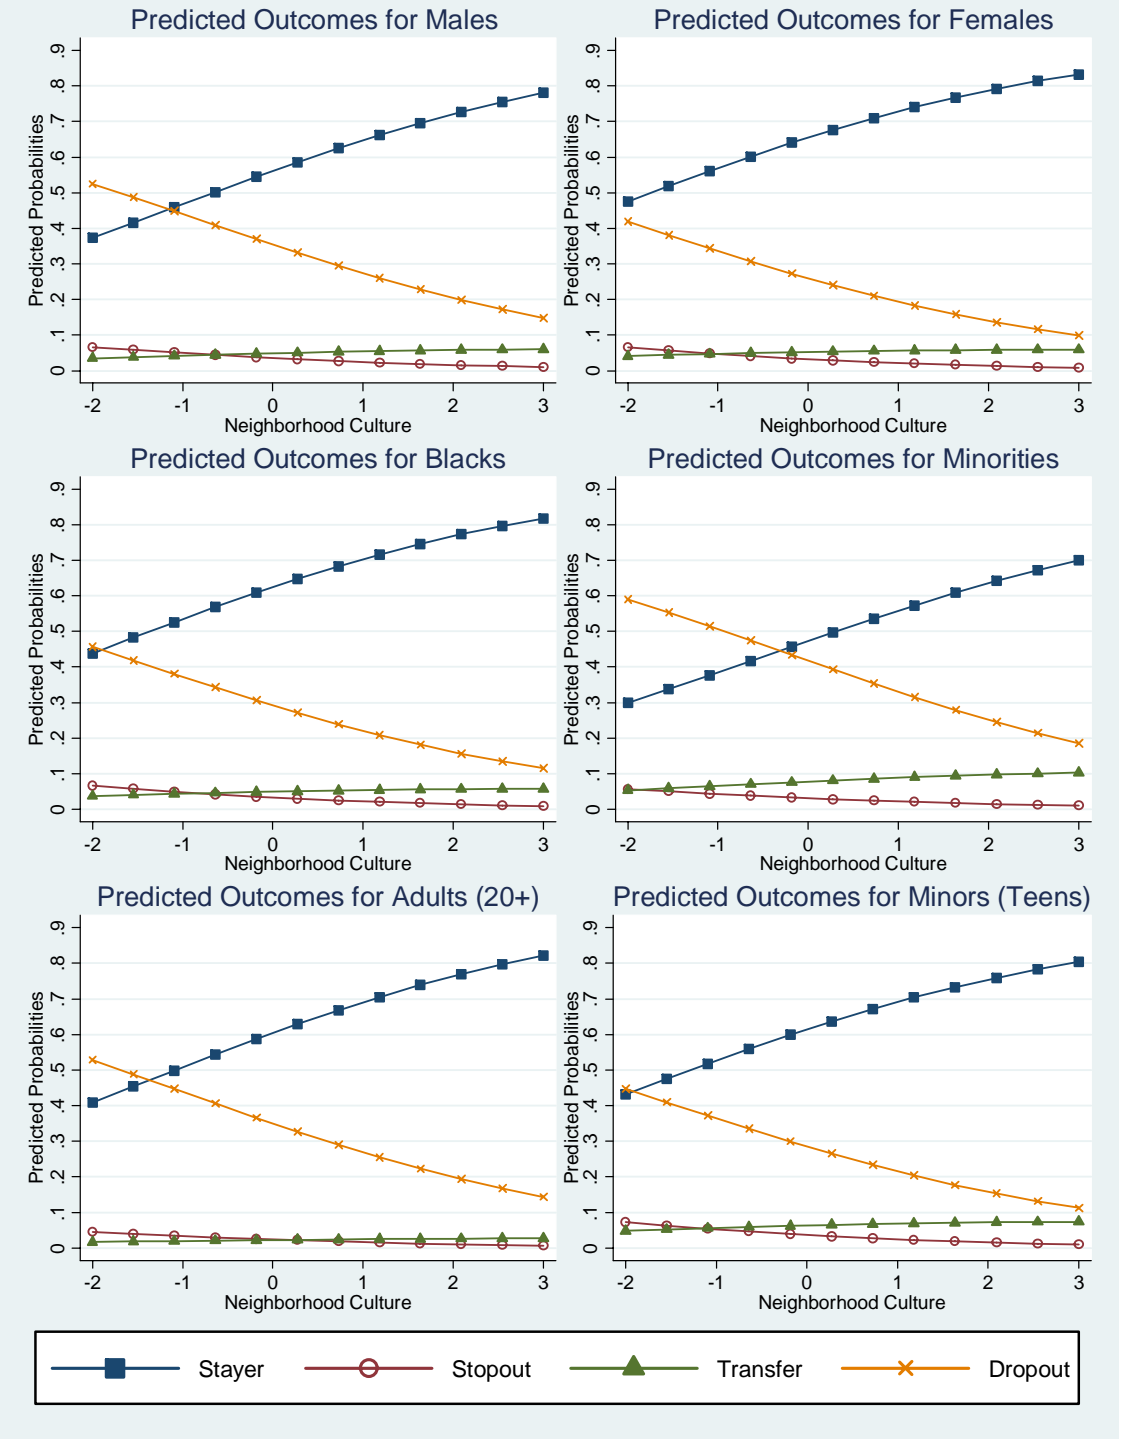 Predicted Outcomes for Males
Predicted Probabilities
.9
.8
.7
.6
.5
.4
.3
.2
.1
0
-2 -1 0 1 2 3
Neighborhood Culture
Predicted Outcomes for Females
Predicted Probabilities
.9
.8
.7
.6
.5
.4
.3
.2
.1
0
-2 -1 0 1 2 3
Neighborhood Culture
Predicted Outcomes for Blacks
Predicted Probabilities
.9
.8
.7
.6
.5
.4
.3
.2
.1
0
-2 -1 0 1 2 3
Neighborhood Culture
Predicted Outcomes for Minorities
Predicted Probabilities
.9
.8
.7
.6
.5
.4
.3
.2
.1
0
-2 -1 0 1 2 3
Neighborhood Culture
Predicted Outcomes for Adults (20+)
Predicted Probabilities
.9
.8
.7
.6
.5
.4
.3
.2
.1
0
-2 -1 0 1 2 3
Neighborhood Culture
Predicted Outcomes for Minors (Teens)
Predicted Probabilities
.9
.8
.7
.6
.5
.4
.3
.2
.1
0
-2 -1 0 1 2 3
Neighborhood Culture
Stayer Stopout Transfer Dropout